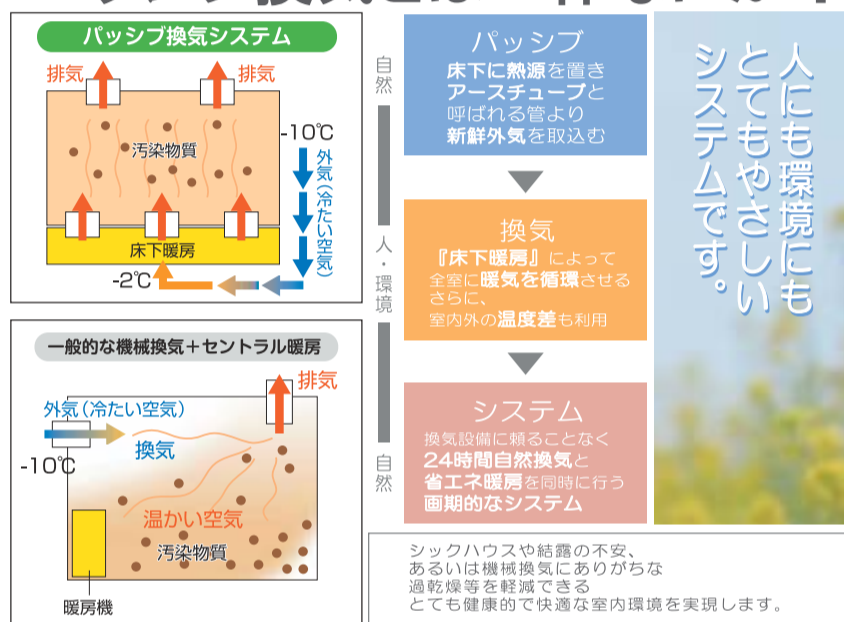 パッシブ換気システム
排気
排気
汚染物質
-10℃
外気(冷たい空気)
床下暖房
-2℃
一般的な機械換気+セントラル暖房
排気
外気(冷たい空気)
-10℃
換気
温かい空気
汚染物質
暖房機
自然
人・環境
自然
パッシブ
床下に熱源を置き
アースチューブと
呼ばれる管より
新鮮外気を取込む
換気
『床下暖房』によって
全室に暖気を循環させる
さらに、
室内外の温度差も利用
システム
換気設備に頼ることなく
24時間自然換気と
省エネ暖房を同時に行う
画期的なシステム
人にも環境にも
とてもやさしい
システムです。
シックハウスや結露の不安、
あるいは機械換気にありがちな
過乾燥等を軽減できる
とても健康的で快適な室内環境を実現します。